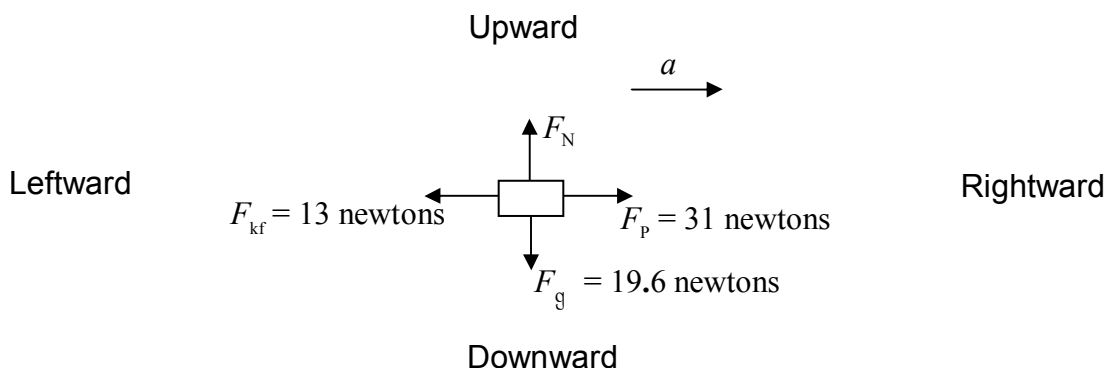 Upward
a
F_N
Leftward
Rightward
F_kf = 13 newtons
F_P = 31 newtons
F_g = 19.6 newtons
Downward